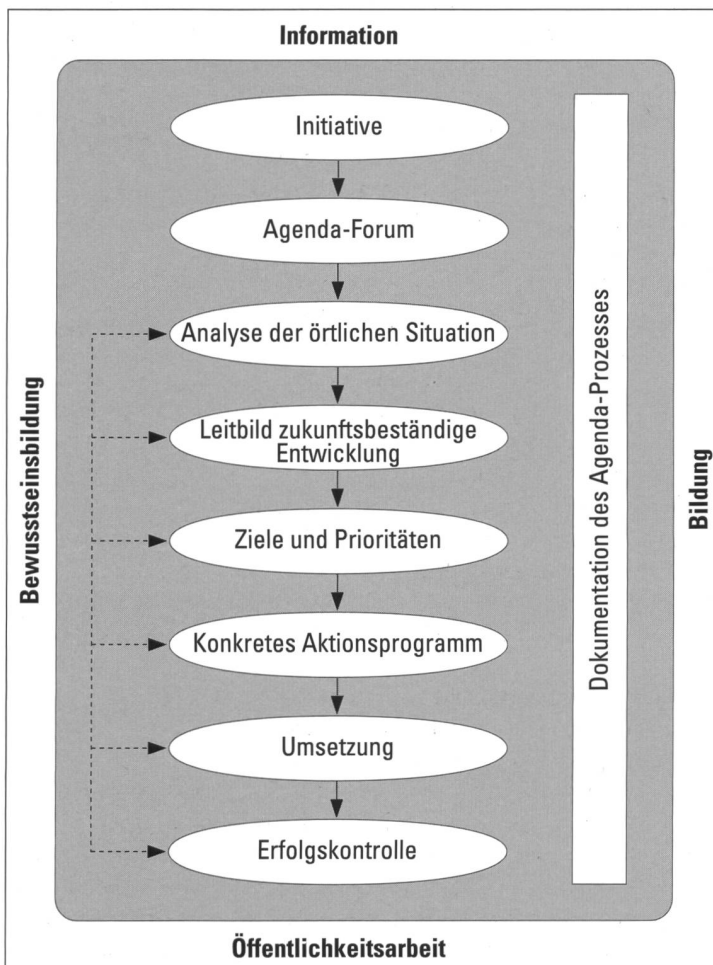 Information
Initiative
Agenda-Forum
Analyse der örtlichen Situation
Leitbild zukunftsbeständige
Entwicklung
Ziele und Prioritäten
Konkretes Aktionsprogramm
Umsetzung
Erfolgskontrolle
Dokumentation des Agenda-Prozesses
Bewusstseinsbildung
Bildung
Öffentlichkeitsarbeit